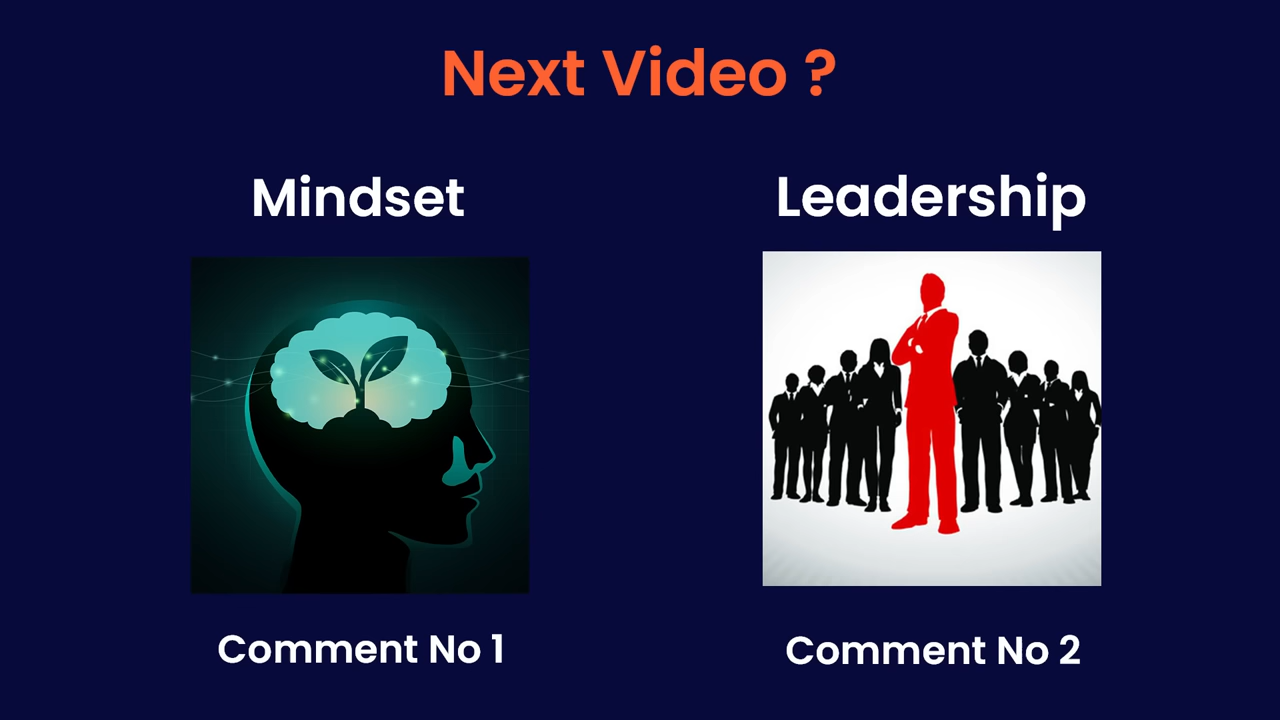 Next Video ?
Mindset
Leadership
Comment No 1
Comment No 2